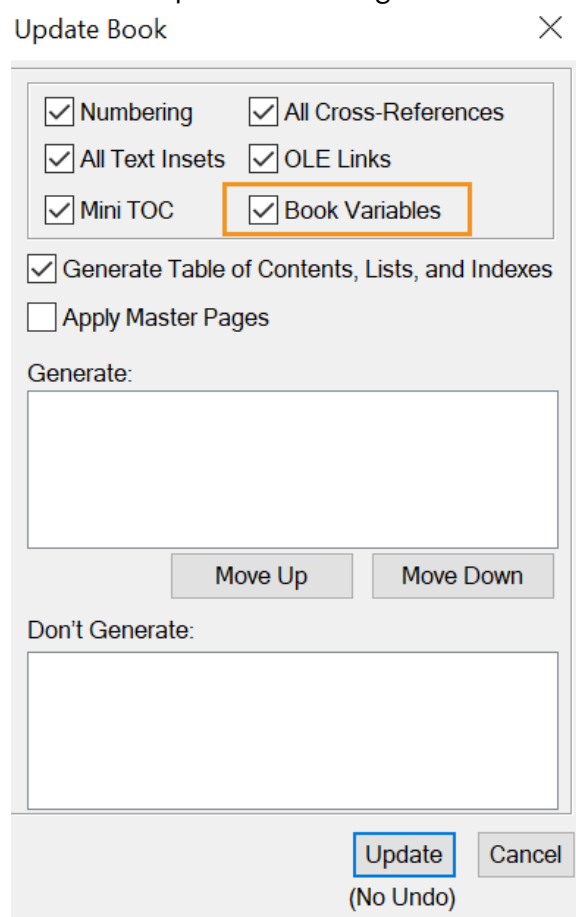 Update Book
Numbering All Cross-References
All Text Insets OLE Links
Mini TOC Book Variables
Generate Table of Contents, Lists, and Indexes
Apply Master Pages
Generate:
Move Up Move Down
Don't Generate:
Update Cancel
(No Undo)